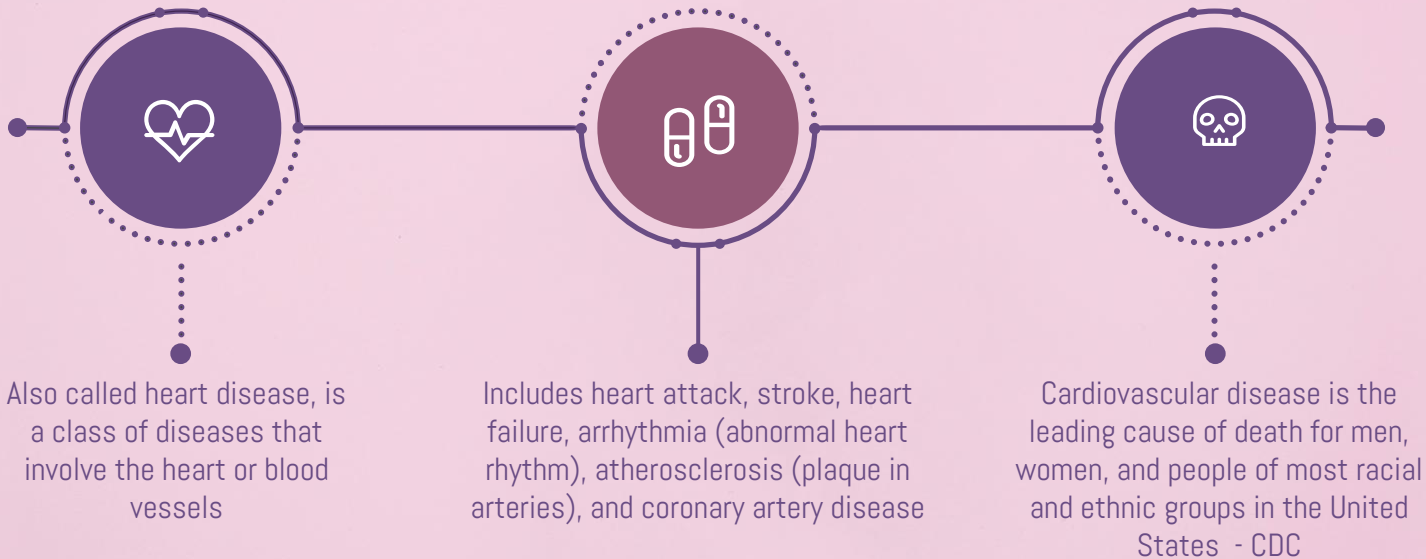 Also called heart disease, is
a class of diseases that
involve the heart or blood
vessels
Includes heart attack, stroke, heart
failure, arrhythmia (abnormal heart
rhythm), atherosclerosis (plaque in
arteries), and coronary artery disease
Cardiovascular disease is the
leading cause of death for men,
women, and people of most racial
and ethnic groups in the United
States - CDC